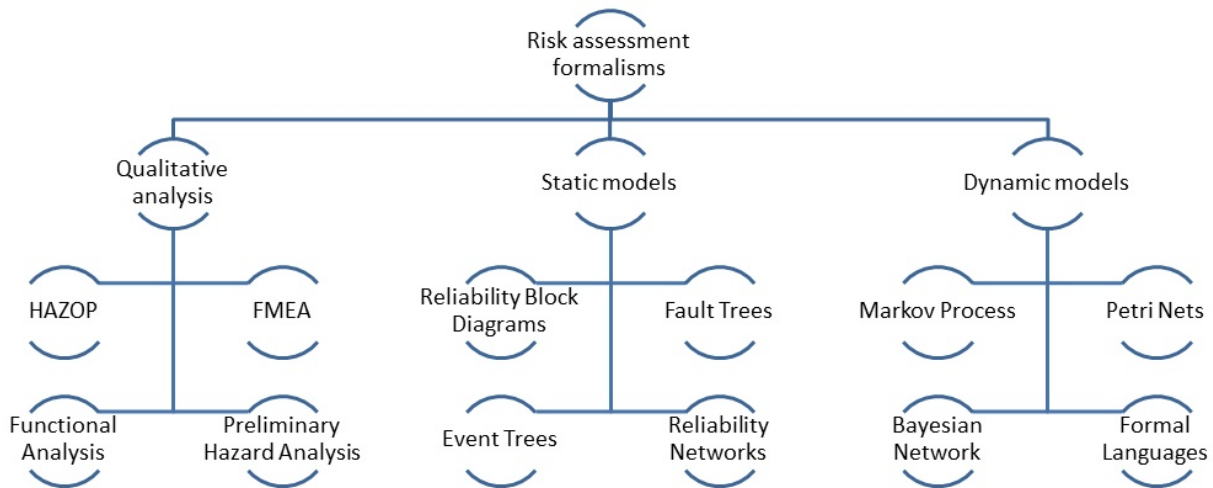 Risk assessment
formalisms
Qualitative
analysis
Static models
Dynamic models
HAZOP
FMEA
Reliability Block
Diagrams
Fault Trees
Markov Process
Petri Nets
Functional
Analysis
Preliminary
Hazard Analysis
Event Trees
Reliability
Networks
Bayesian
Network
Formal
Languages